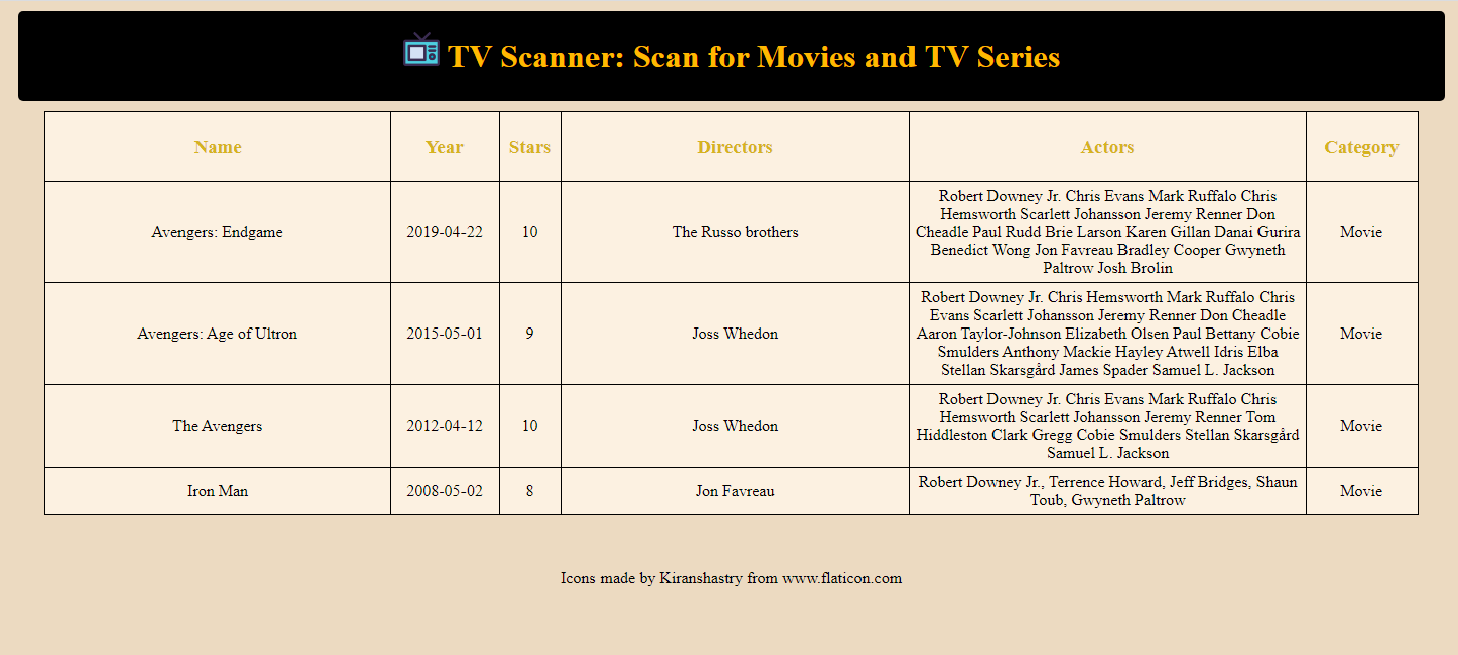 TV Scanner: Scan for Movies and TV Series
Name Year Stars Directors Actors Category
Avengers: Endgame 2019-04-22 10 The Russo brothers
Robert Downey Jr. Chris Evans Mark Ruffalo Chris
Hemsworth Scarlett Johansson Jeremy Renner Don
Cheadle Paul Rudd Brie Larson Karen Gillan Danai Gurira
Benedict Wong Jon Favreau Bradley Cooper Gwyneth
Paltrow Josh Brolin
Movie
Avengers: Age of Ultron 2015-05-01 9 Joss Whedon
Robert Downey Jr. Chris Hemsworth Mark Ruffalo Chris
Evans Scarlett Johansson Jeremy Renner Don Cheadle
Aaron Taylor-Johnson Elizabeth Olsen Paul Bettany Cobie
Smulders Anthony Mackie Hayley Atwell Idris Elba
Stellan Skarsgård James Spader Samuel L. Jackson
Movie
The Avengers 2012-04-12 10 Joss Whedon
Robert Downey Jr. Chris Evans Mark Ruffalo Chris
Hemsworth Scarlett Johansson Jeremy Renner Tom
Hiddleston Clark Gregg Cobie Smulders Stellan Skarsgård
Samuel L. Jackson
Movie
Iron Man 2008-05-02 8 Jon Favreau
Robert Downey Jr., Terrence Howard, Jeff Bridges, Shaun
Toub, Gwyneth Paltrow
Movie
Icons made by Kiranshastry from www.flaticon.com